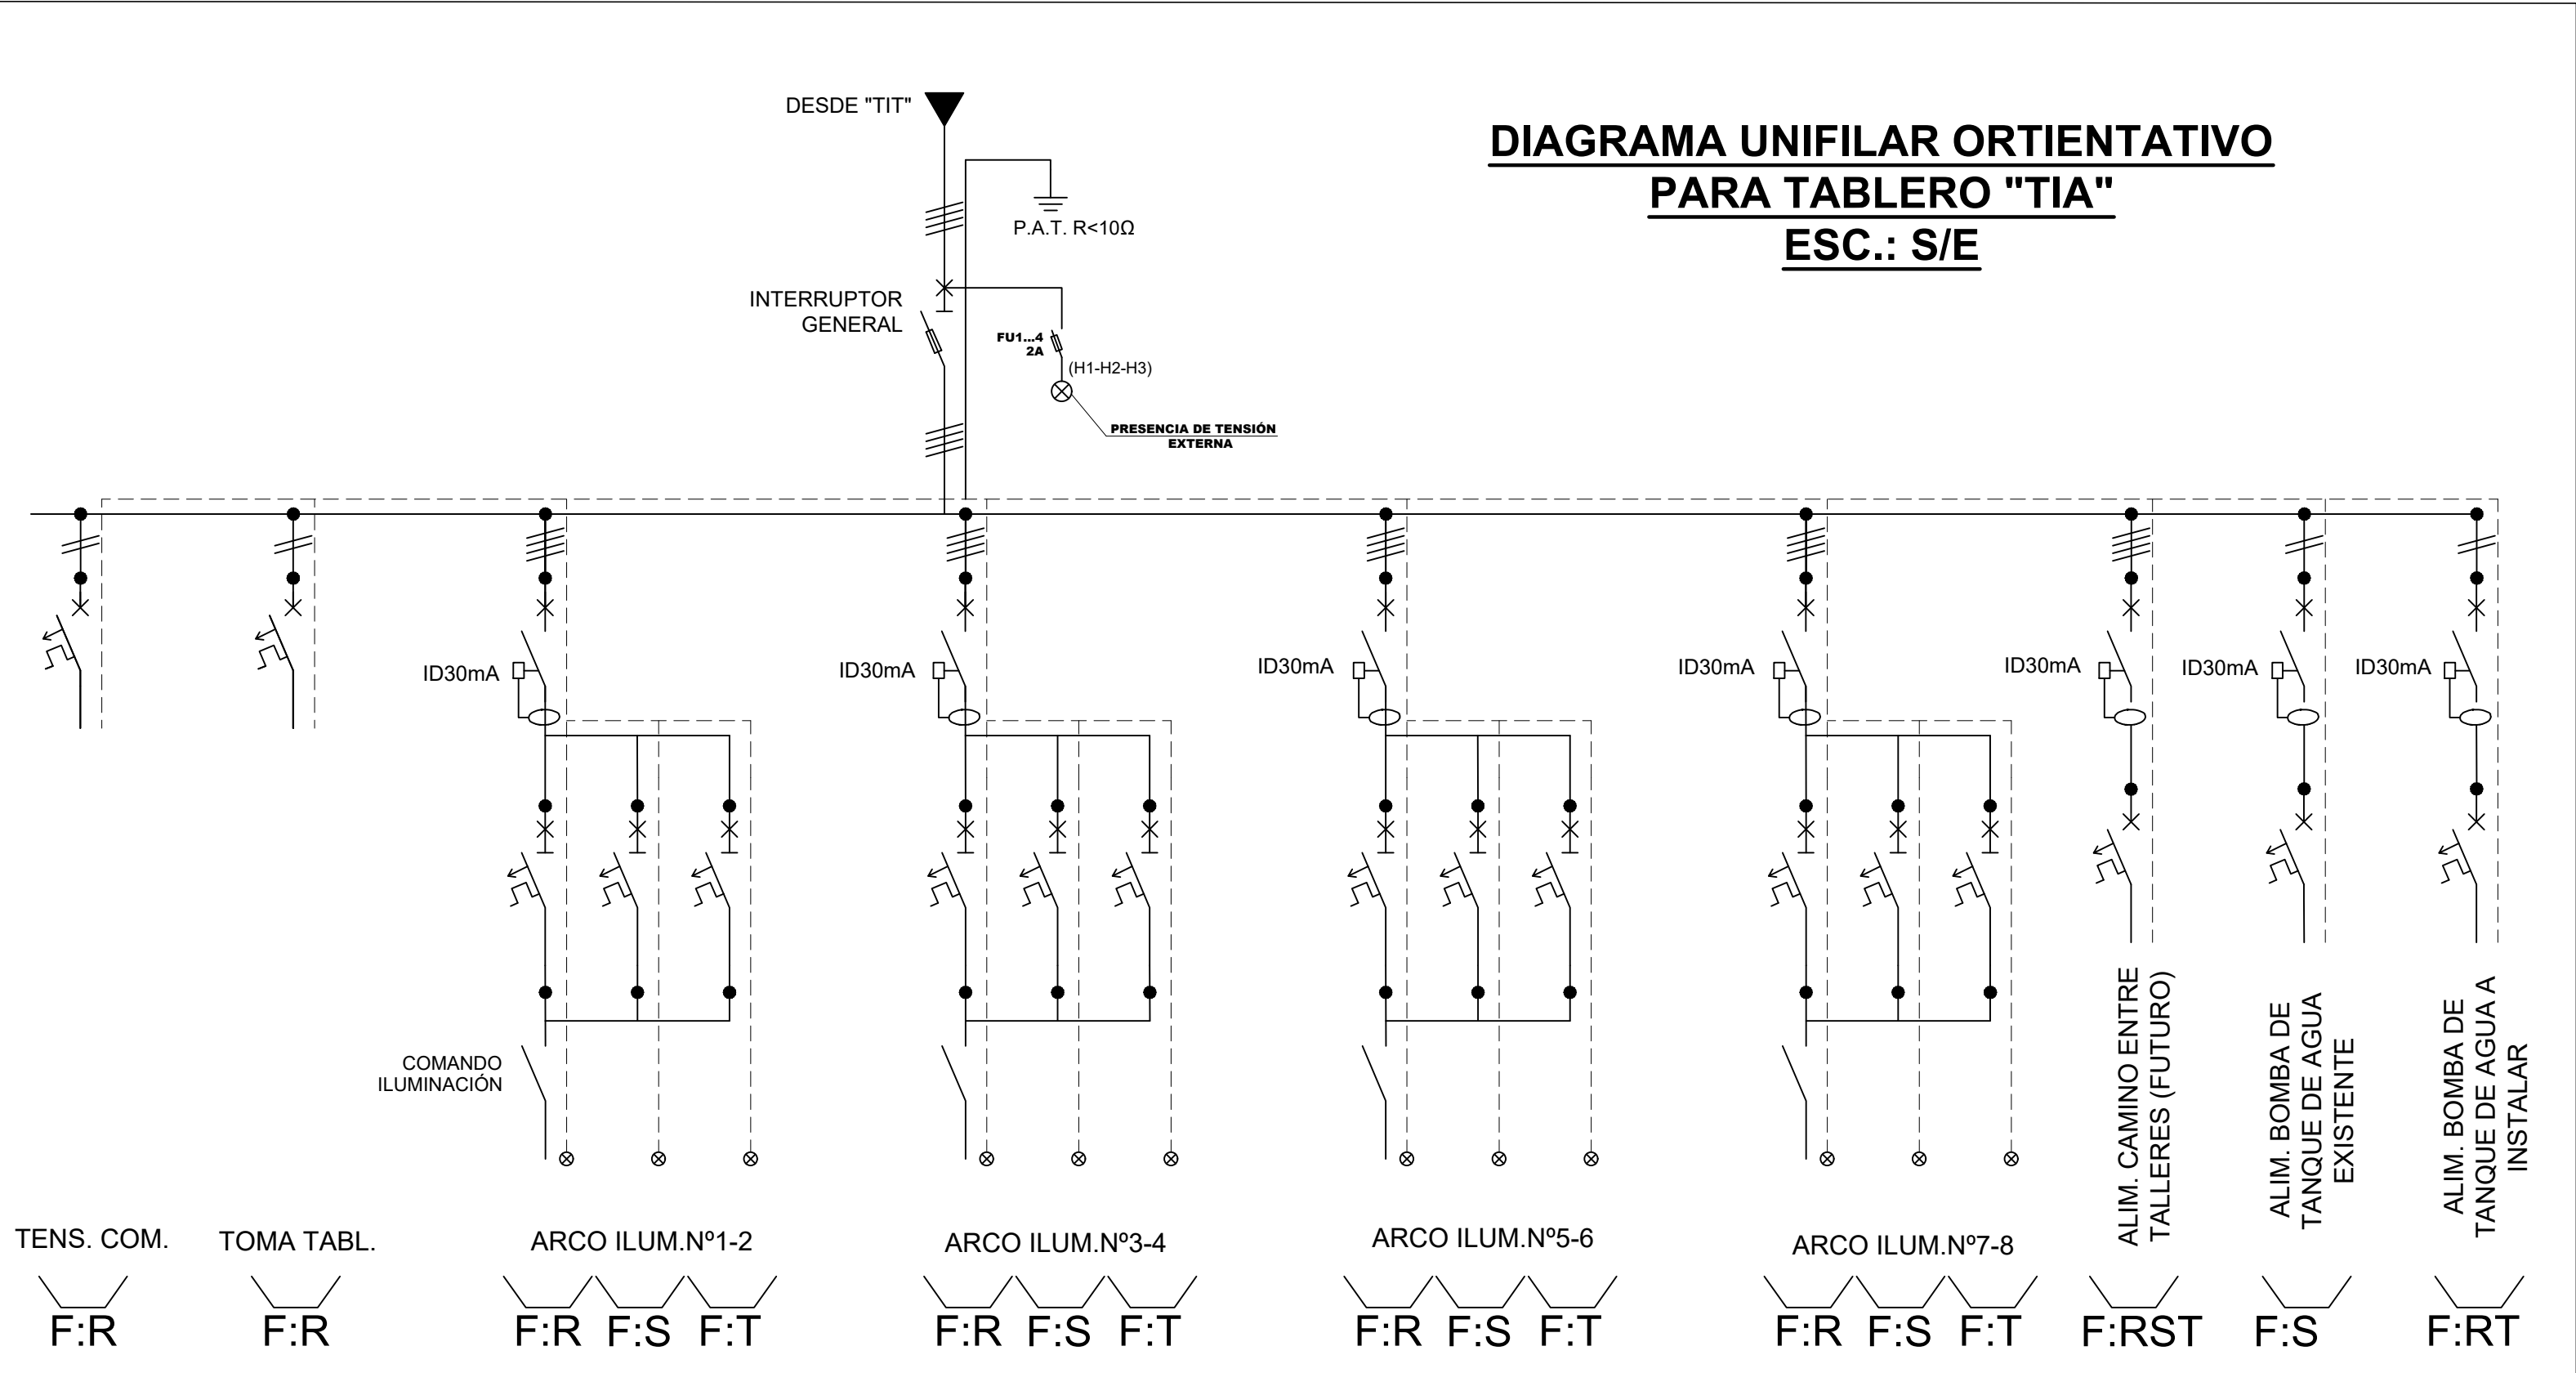 DESDE "TIT"
DIAGRAMA UNIFILAR ORTIENTATIVO
PARA TABLERO "TIA"
ESC.: S/E
P.A.T. R<10Ω
INTERRUPTOR
GENERAL
FU1...4
2A
(H1-H2-H3)
PRESENCIA DE TENSIÓN
EXTERNA
ID30mA
ID30mA
ID30mA
ID30mA
ID30mA
ID30mA
ID30mA
COMANDO
ILUMINACIÓN
ALIM. CAMINO ENTRE
TALLERES (FUTURO)
ALIM. BOMBA DE
TANQUE DE AGUA
EXISTENTE
ALIM. BOMBA DE
TANQUE DE AGUA A
INSTALAR
TENS. COM.
TOMA TABL.
ARCO ILUM.Nº1-2
ARCO ILUM.Nº3-4
ARCO ILUM.Nº5-6
ARCO ILUM.Nº7-8
F:R
F:R
F:R F:S F:T
F:R F:S F:T
F:R F:S F:T
F:R F:S F:T
F:RST
F:S
F:RT